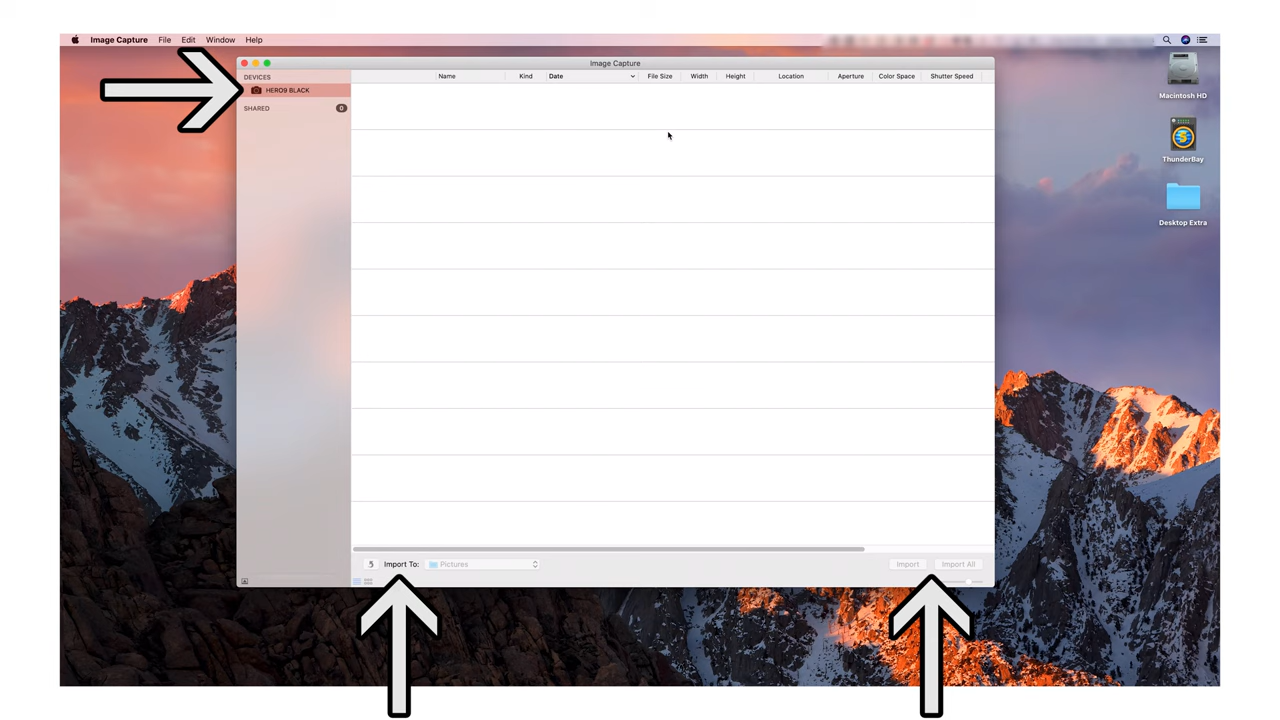 Image Capture File Edit Window Help
Image Capture
DEVICES
HERO9 BLACK
SHARED 0
Name Kind Date File Size Width Height Location Aperture Color Space Shutter Speed
Macintosh HD
ThunderBay
Desktop Extra
Import To: Pictures Import Import All